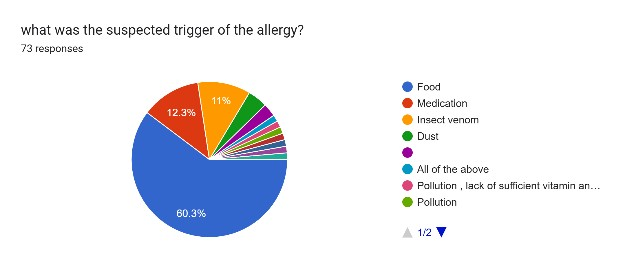 what was the suspected trigger of the allergy?
73 responses
11%
12.3%
60.3%
Food
Medication
Insect venom
Dust
All of the above
Pollution , lack of sufficient vitamin an...
Pollution
1/2